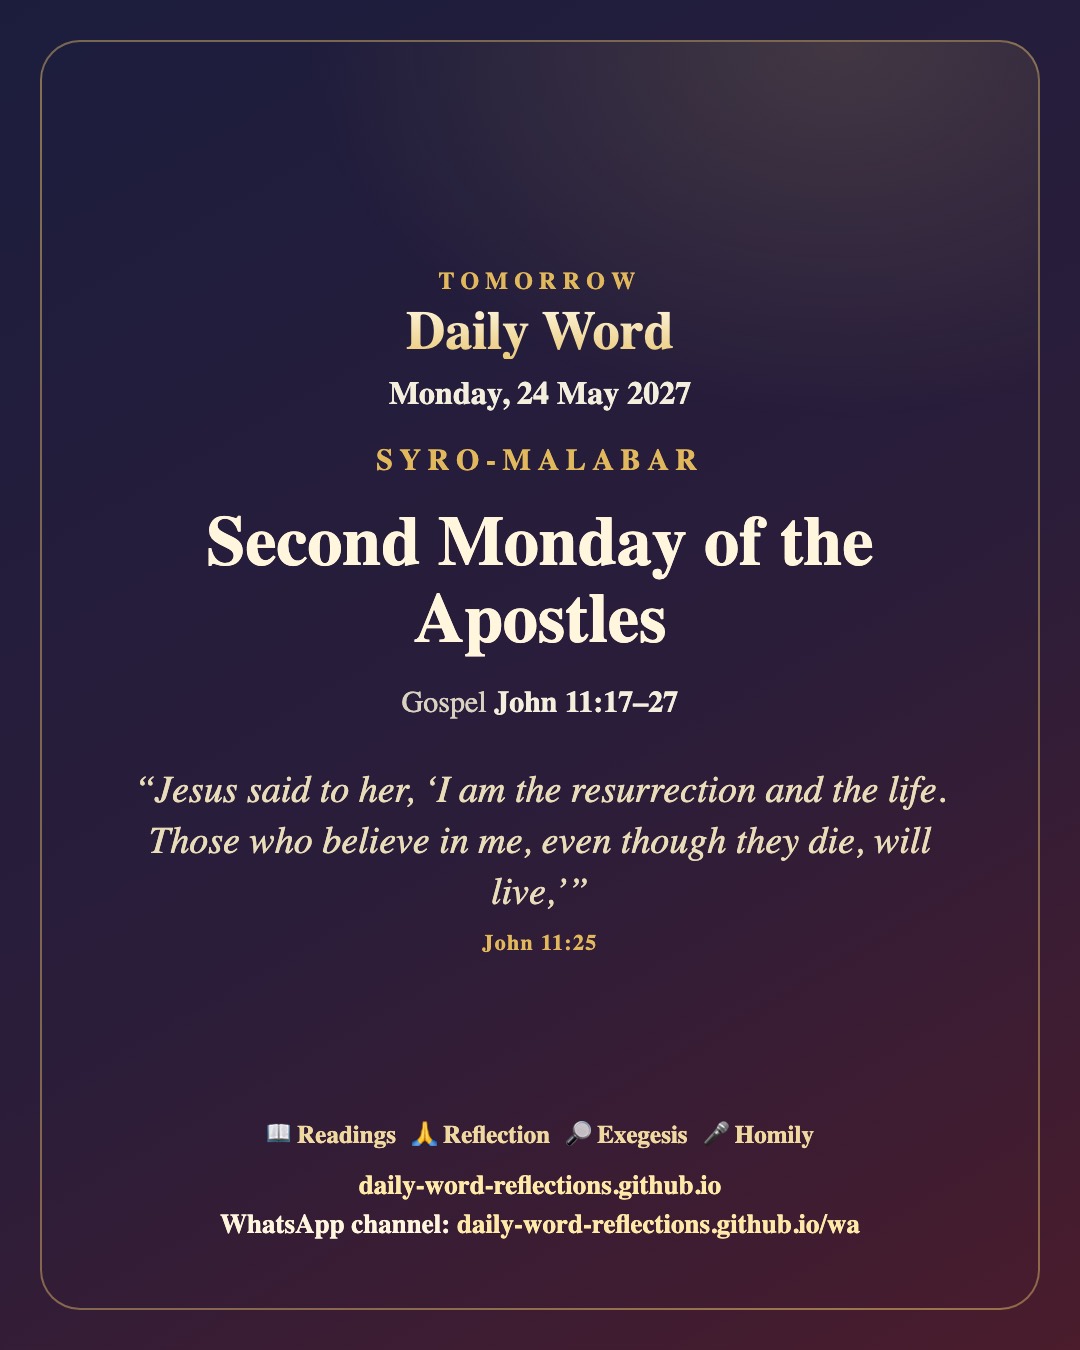 TOMORROW
Daily Word
Monday, 24 May 2027
SYRO-MALABAR
Second Monday of the
Apostles
Gospel John 11:17–27
“Jesus said to her, ‘I am the resurrection and the life.
Those who believe in me, even though they die, will
live,’”
John 11:25
📖 Readings 🙏 Reflection 🔎 Exegesis 🎤 Homily
daily-word-reflections.github.io
WhatsApp channel: daily-word-reflections.github.io/wa